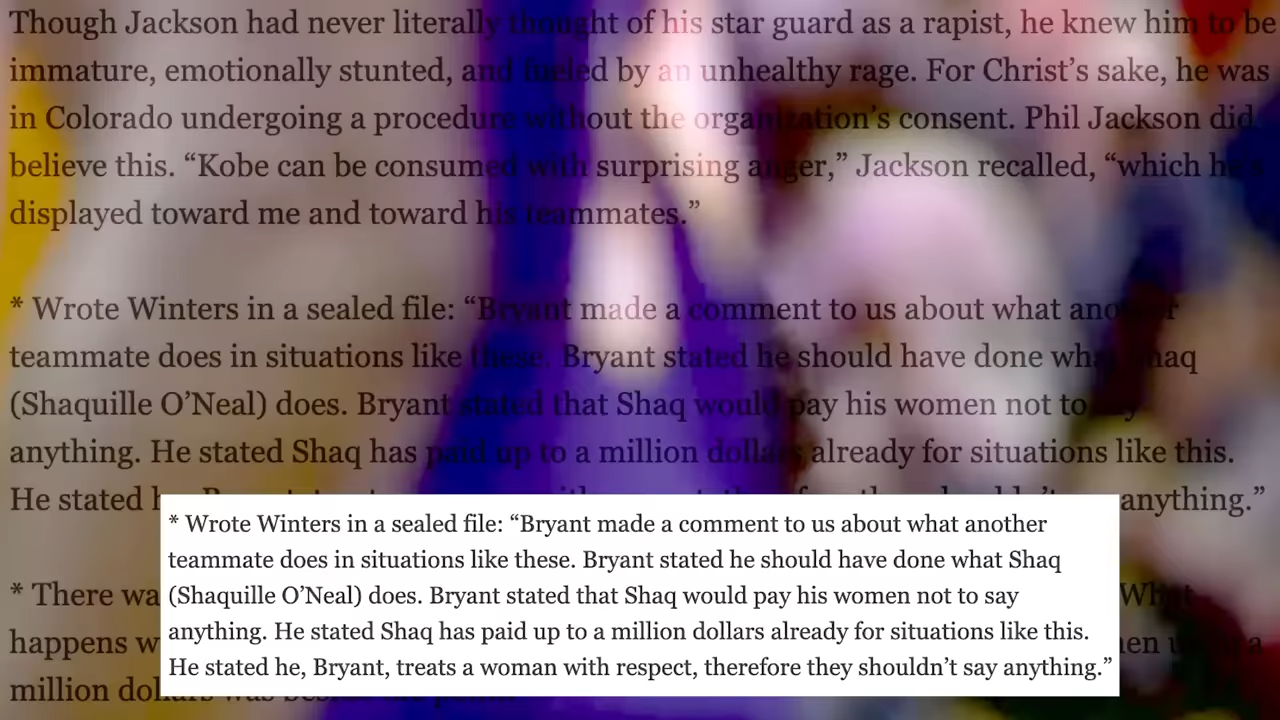 Though Jackson had never literally thought of his star guard as a rapist, he knew him to be
immature, emotionally stunted, and fueled by an unhealthy rage. For Christ’s sake, he was
in Colorado undergoing a procedure without the organization’s consent. Phil Jackson did
believe this. “Kobe can be consumed with surprising anger,” Jackson recalled, “which he’s
displayed toward me and toward his teammates.”
* Wrote Winters in a sealed file: “Bryant made a comment to us about what another
teammate does in situations like these. Bryant stated he should have done what Shaq
(Shaquille O’Neal) does. Bryant stated that Shaq would pay his women not to say
anything. He stated Shaq has paid up to a million dollars already for situations like this.
He stated anything.”
* Wrote Winters in a sealed file: “Bryant made a comment to us about what another
teammate does in situations like these. Bryant stated he should have done what Shaq
(Shaquille O’Neal) does. Bryant stated that Shaq would pay his women not to say
anything. He stated Shaq has paid up to a million dollars already for situations like this.
He stated he, Bryant, treats a woman with respect, therefore they shouldn’t say anything.”
* There What
happens a
million